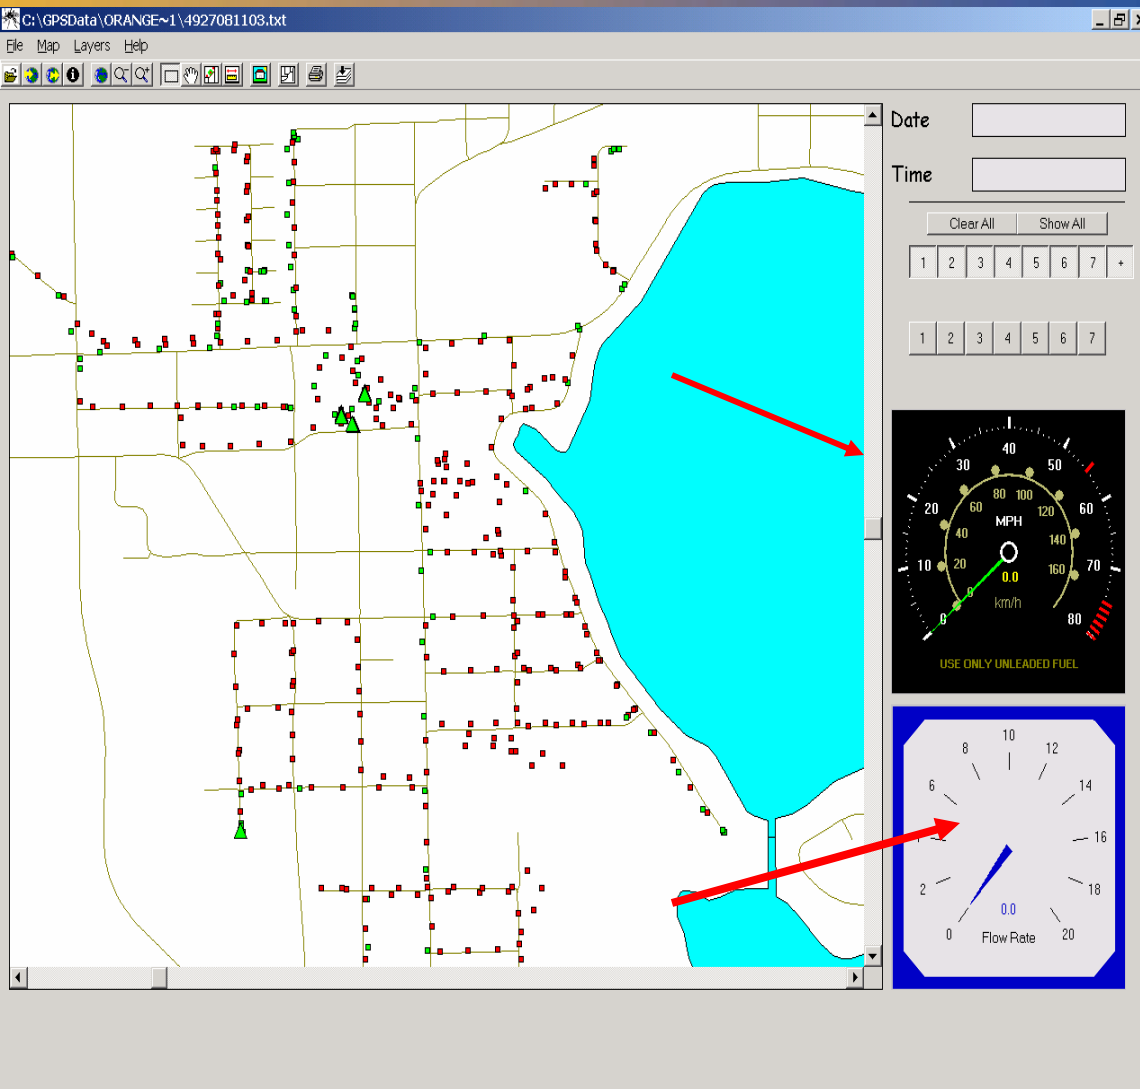 C:\GPSData\ORANGE~1\4927081103.txt
File Map Layers Help
Date
Time
Clear All Show All
1 2 3 4 5 6 7 +
1 2 3 4 5 6 7
0 10 20 30 40 50 60 70 80
0 20 40 60 80 100 120 140 160
MPH
0.0
km/h
USE ONLY UNLEADED FUEL
0 2 6 8 10 12 14 16 18 20
0.0
Flow Rate